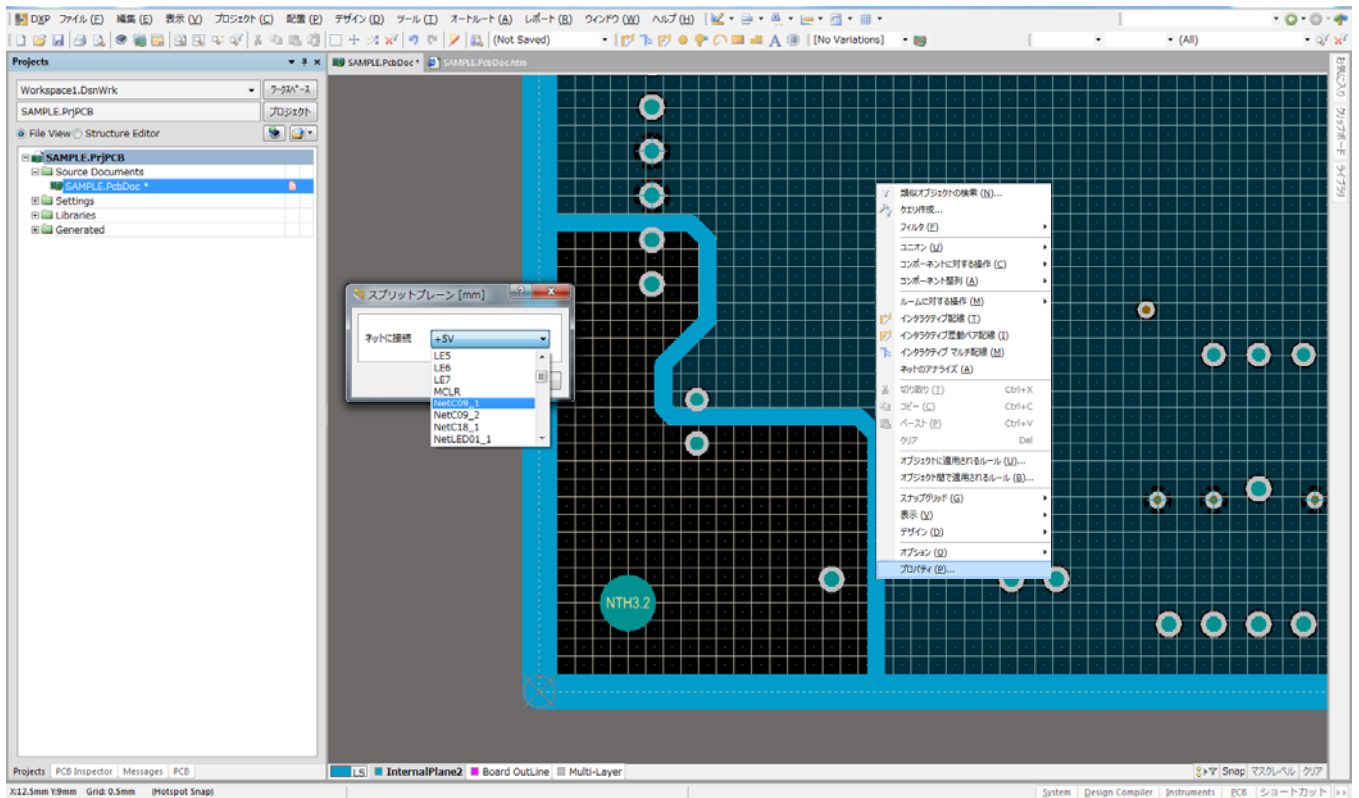 DXP ファイル (F) 編集 (E) 表示 (V) プロジェクト (C) 配置 (P) デザイン (D) ツール (T) オートルート (A) レポート (R) ウィンドウ (W) ヘルプ (H)
(Not Saved) [No Variations] (All)
Projects
SAMPLE.PcbDoc * SAMPLE.PcbDoc.htm
お気に入り クリップボード ライブラリ
Workspace1.DsnWrk ワークスペース
SAMPLE.PrjPCB プロジェクト
File View Structure Editor
SAMPLE.PrjPCB
Source Documents
SAMPLE.PcbDoc *
Settings
Libraries
Generated
スプリットプレーン [mm]
ネットに接続 +5V
LE5
LE6
LE7
MCLR
NetC09_1
NetC09_2
NetC18_1
NetLED01_1
類似オブジェクトの検索 (N)...
クエリ作成...
フィルタ (F)
ユニオン (U)
コンポーネントに対する操作 (C)
コンポーネント整列 (A)
ルームに対する操作 (M)
インタラクティブ配線 (T)
インタラクティブ差動ペア配線 (I)
インタラクティブ マルチ配線 (M)
ネットのアナライズ (A)
切り取り (T) Ctrl+X
コピー (C) Ctrl+C
ペースト (P) Ctrl+V
クリア Del
オブジェクトに適用されるルール (U)...
オブジェクト間で適用されるルール (B)...
スナップグリッド (G)
表示 (V)
デザイン (D)
オプション (O)
プロパティ (P)...
NTH3.2
Projects PCB Inspector Messages PCB
LS InternalPlane2 Board OutLine Multi-Layer
Snap マスクレベル クリア
X:12.5mm Y:9mm Grid: 0.5mm (Hotspot Snap)
System Design Compiler Instruments PCB ショートカット >>